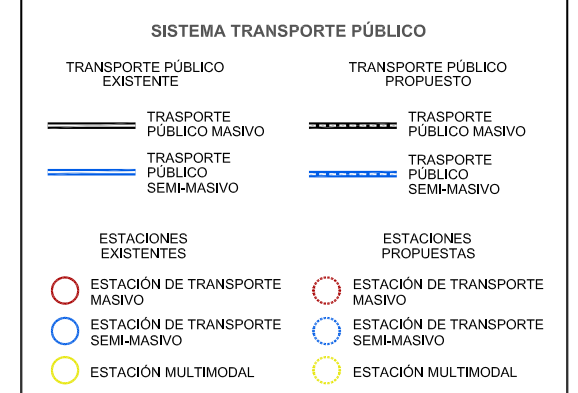 SISTEMA TRANSPORTE PÚBLICO
TRANSPORTE PÚBLICO
EXISTENTE
TRASPORTE
PÚBLICO MASIVO
TRASPORTE
PÚBLICO
SEMI-MASIVO
TRANSPORTE PÚBLICO
PROPUESTO
TRASPORTE
PÚBLICO MASIVO
TRASPORTE
PÚBLICO
SEMI-MASIVO
ESTACIONES
EXISTENTES
ESTACIÓN DE TRANSPORTE
MASIVO
ESTACIÓN DE TRANSPORTE
SEMI-MASIVO
ESTACIÓN MULTIMODAL
ESTACIONES
PROPUESTAS
ESTACIÓN DE TRANSPORTE
MASIVO
ESTACIÓN DE TRANSPORTE
SEMI-MASIVO
ESTACIÓN MULTIMODAL